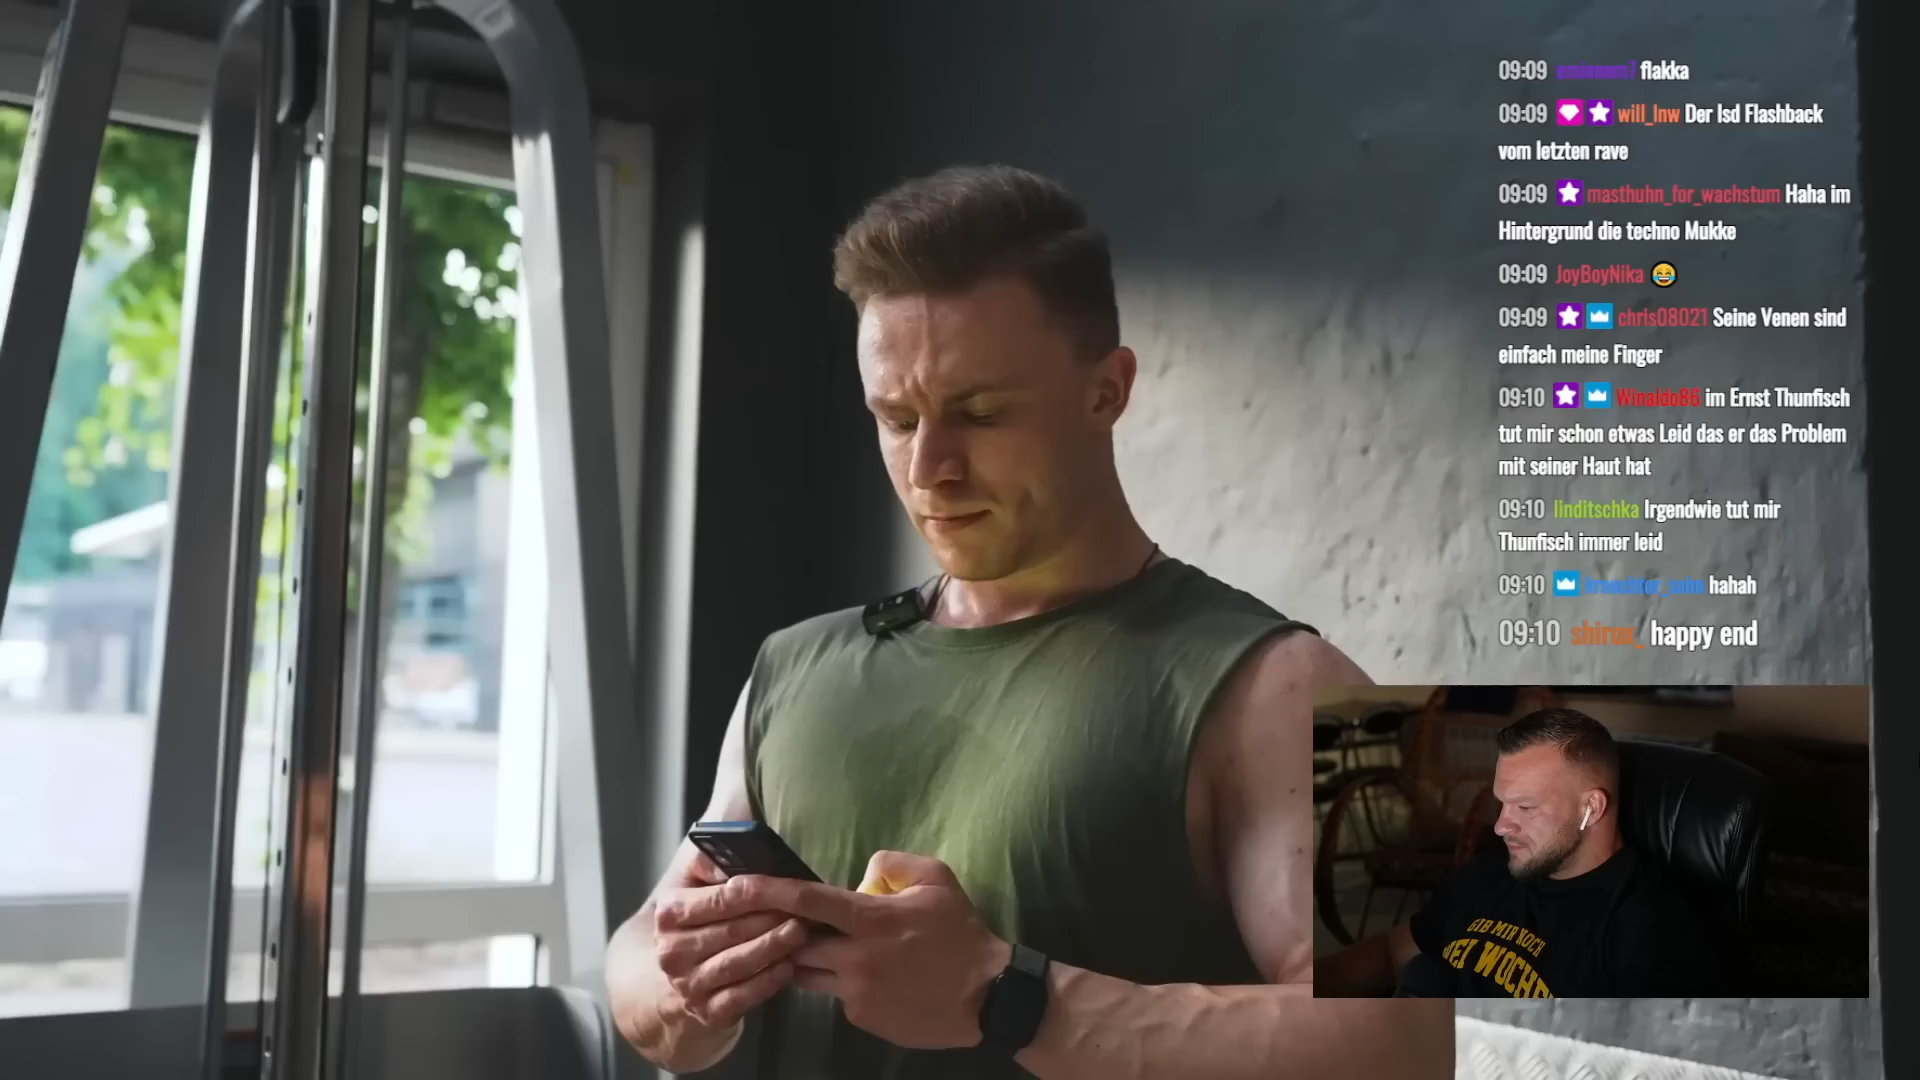 09:09 flakka
09:09 will_lnw Der lsd Flashback
vom letzten rave
09:09 masthuhn_for_wachstum Haha im
Hintergrund die techno Mukke
09:09 JoyBoyNika
09:09 chris08021 Seine Venen sind
einfach meine Finger
09:10 Winaldo86 im Ernst Thunfisch
tut mir schon etwas Leid das er das Problem
mit seiner Haut hat
09:10 linditschka Irgendwie tut mir
Thunfisch immer leid
09:10 hahah
09:10 shirox_ happy end
GIB MIR NOCH